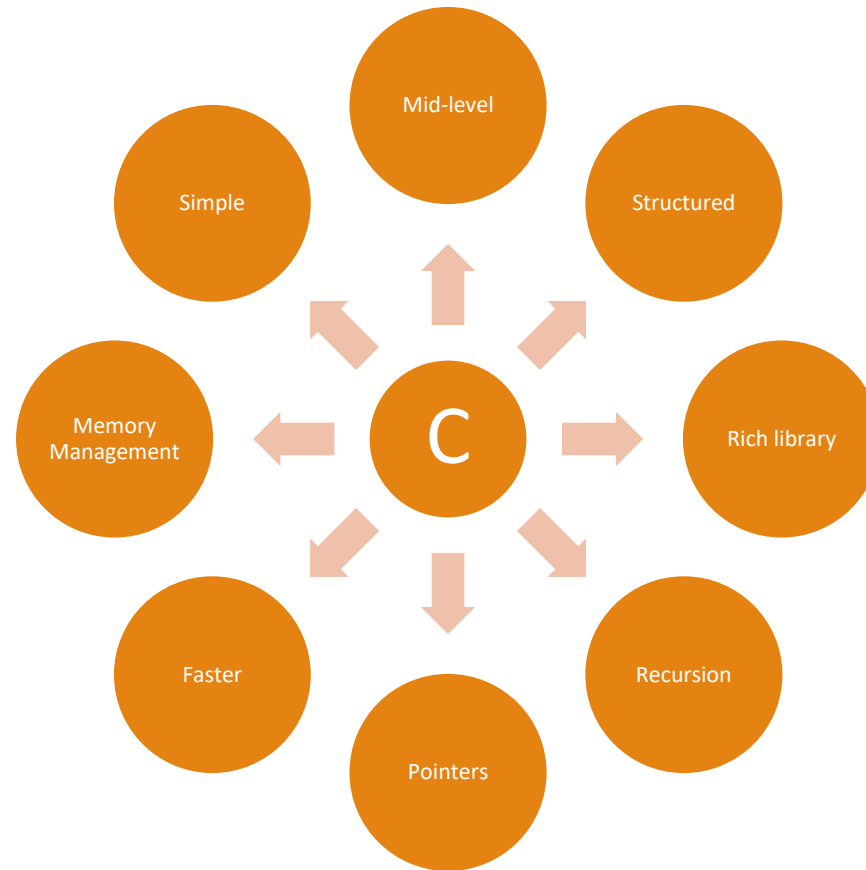 Mid-level
Simple
Structured
Memory
Management
C
Rich library
Faster
Recursion
Pointers